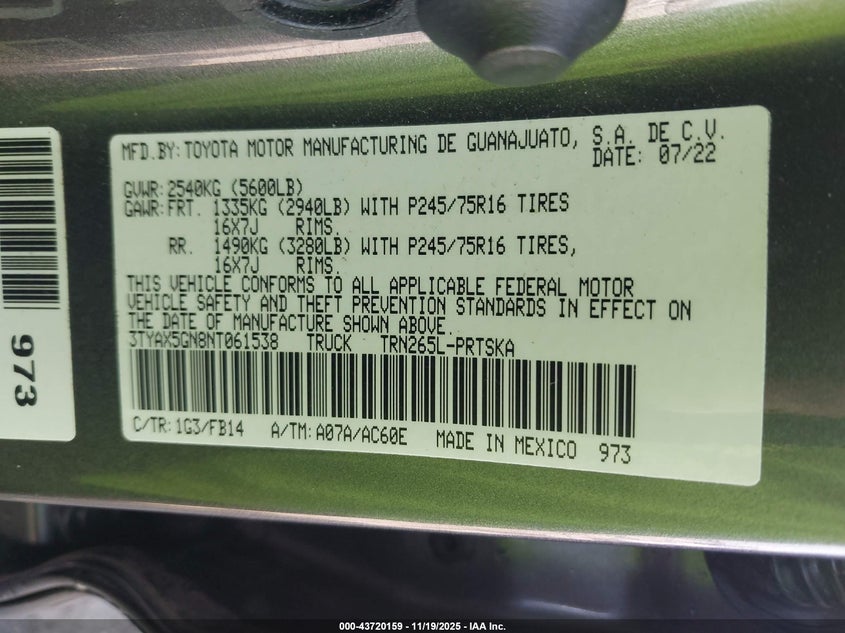 MFD.BY: TOYOTA MOTOR MANUFACTURING DE GUANAJUATO, S.A. DE C.V.
DATE: 07/22
GVWR: 2540KG (5600LB)
GAWR: FRT. 1335KG (2940LB) WITH P245/75R16 TIRES
16X7J RIMS.
RR. 1490KG (3280LB) WITH P245/75R16 TIRES,
16X7J RIMS.
THIS VEHICLE CONFORMS TO ALL APPLICABLE FEDERAL MOTOR
VEHICLE SAFETY AND THEFT PREVENTION STANDARDS IN EFFECT ON
THE DATE OF MANUFACTURE SHOWN ABOVE.
3TYAX5GN8NT061538 TRUCK TRN265L-PRTSKA
C/TR: 1G3/FB14 A/TM: A07A/AC60E MADE IN MEXICO 973
973
000-43720159 - 11/19/2025 - IAA Inc.